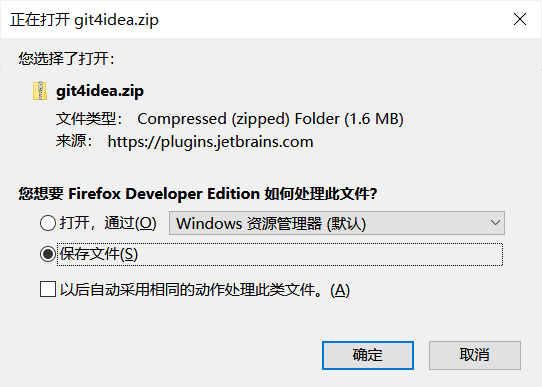 正在打开 git4idea.zip
您选择了打开：
git4idea.zip
文件类型： Compressed (zipped) Folder (1.6 MB)
来源： https://plugins.jetbrains.com
您想要 Firefox Developer Edition 如何处理此文件？
打开，通过(O) Windows 资源管理器 (默认)
保存文件(S)
以后自动采用相同的动作处理此类文件。(A)
确定 取消